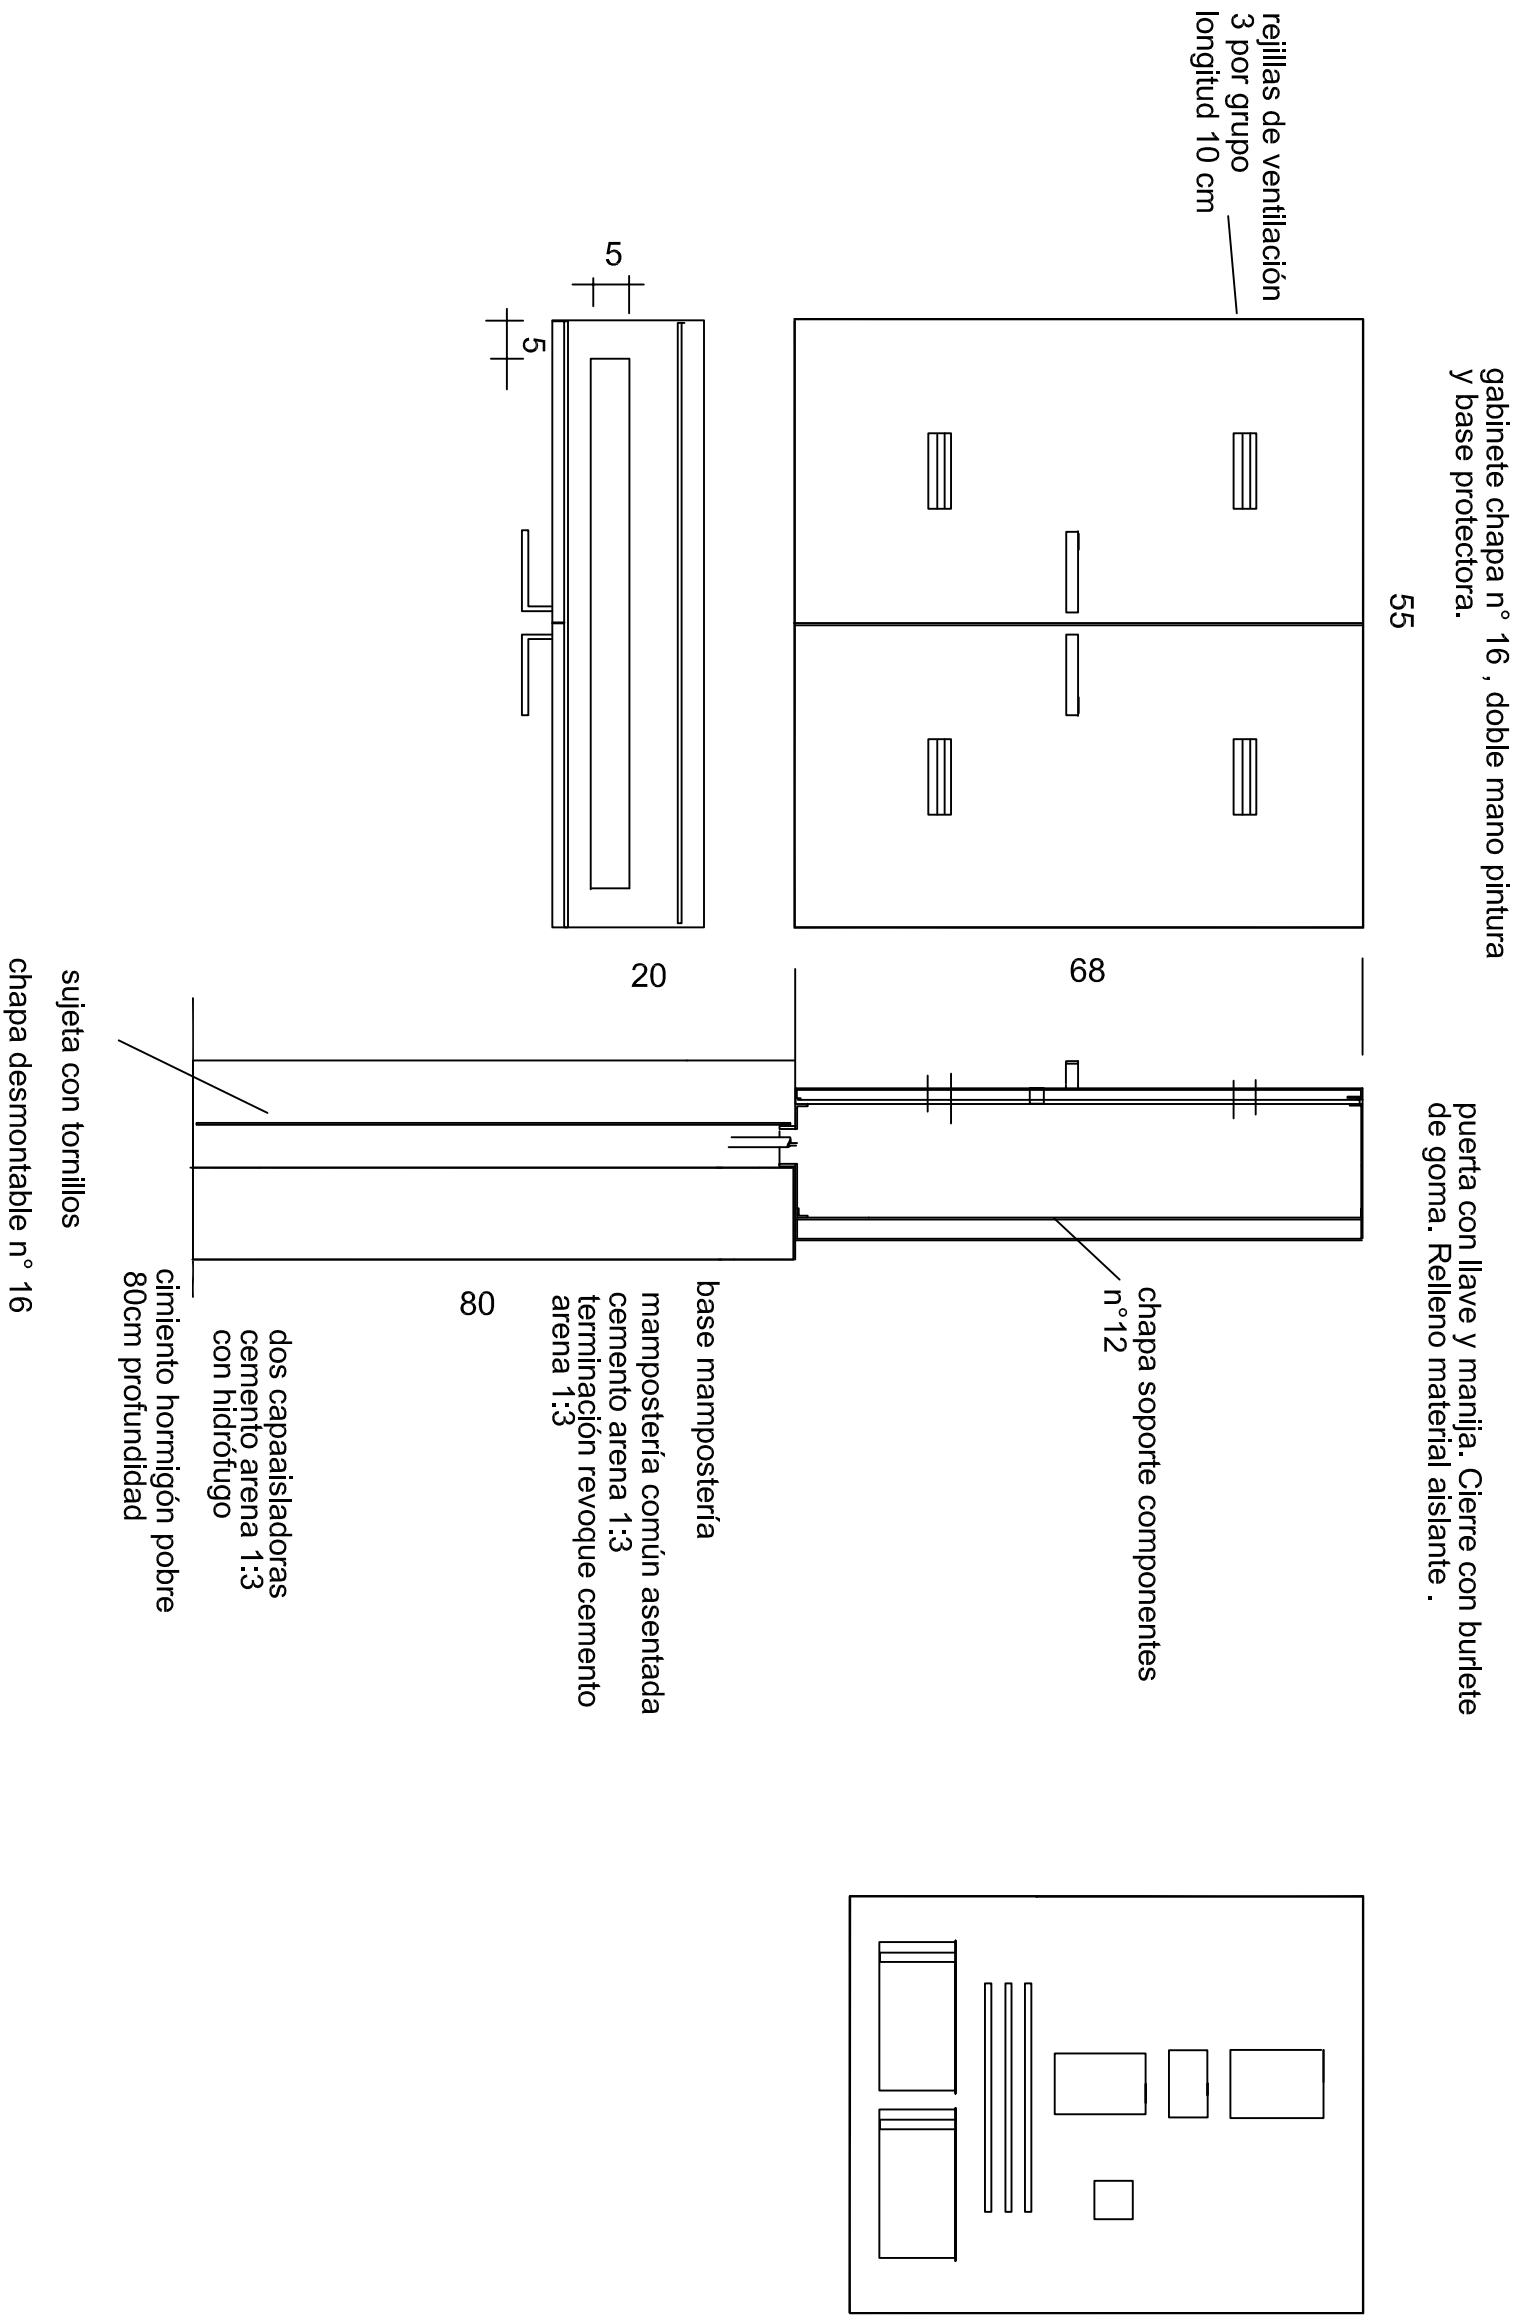 gabinete chapa n° 16 , doble mano pintura
y base protectora.
55
rejillas de ventilación
3 por grupo
longitud 10 cm
5
5
68
20
puerta con llave y manija. Cierre con burlete
de goma. Relleno material aislante .
chapa soporte componentes
n°12
base mampostería
mampostería común asentada
cemento arena 1:3
terminación revoque cemento
arena 1:3
80
dos capaaisladoras
cemento arena 1:3
con hidrófugo
cimiento hormigón pobre
80cm profundidad
sujeta con tornillos
chapa desmontable n° 16